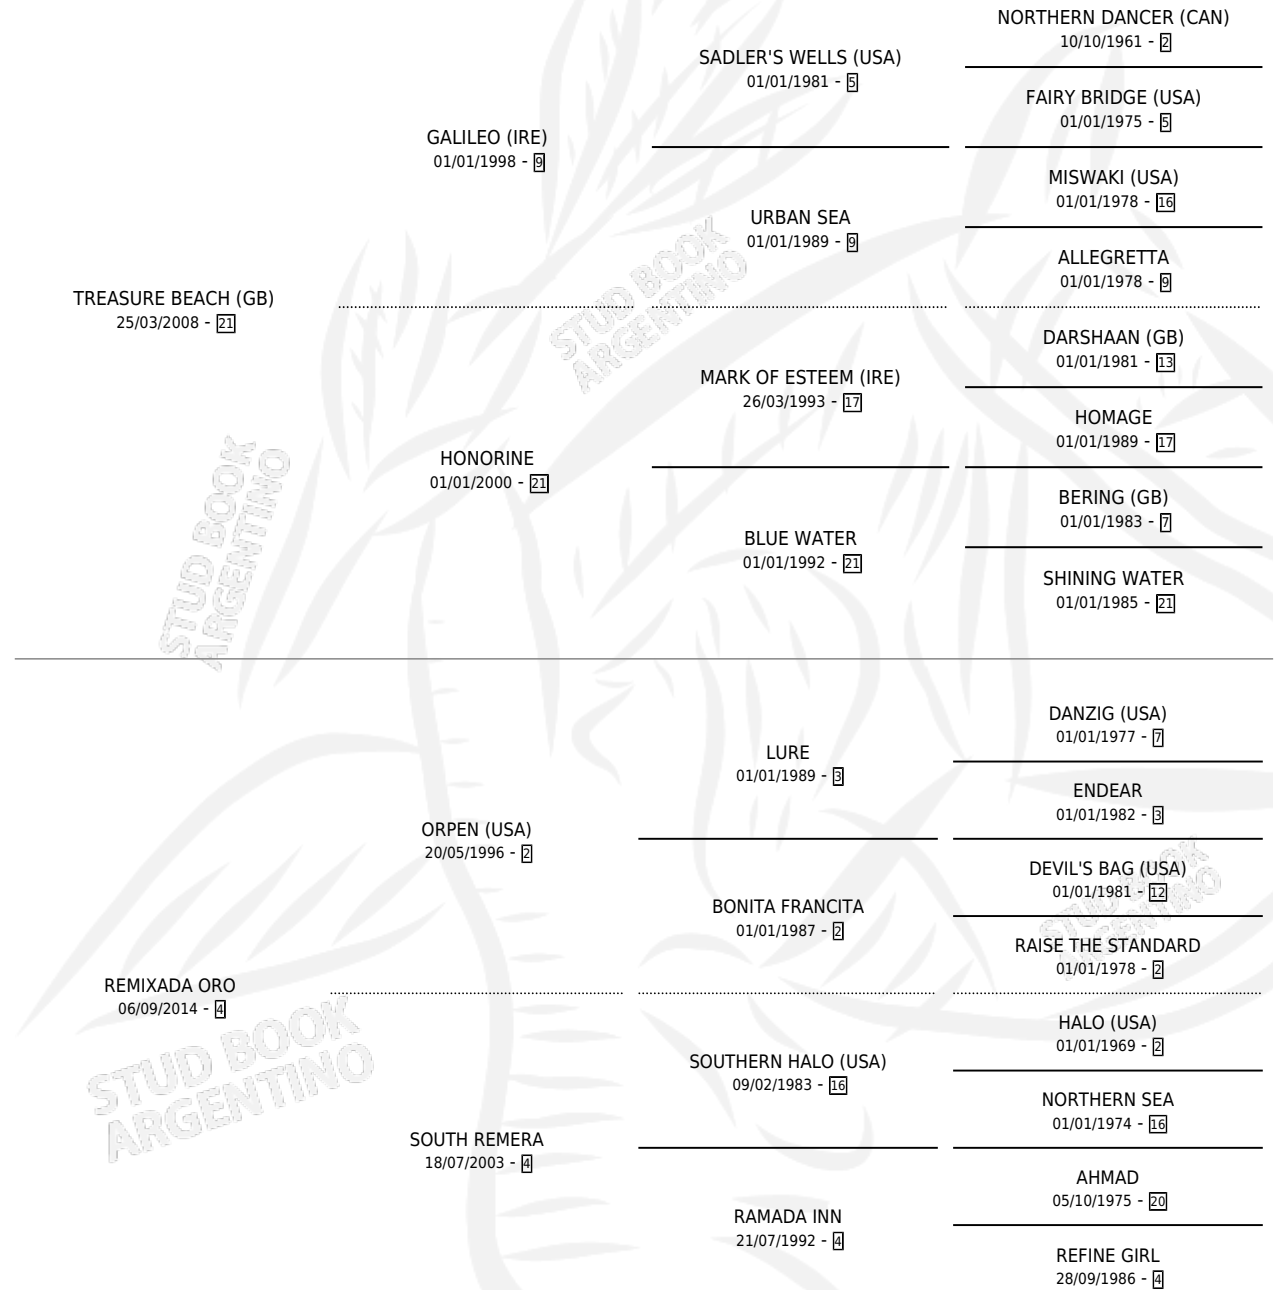 NORTHERN DANCER (CAN)
10/10/1961 - 2
SADLER'S WELLS (USA)
01/01/1981 - 5
FAIRY BRIDGE (USA)
01/01/1975 - 5
GALILEO (IRE)
01/01/1998 - 9
MISWAKI (USA)
01/01/1978 - 16
URBAN SEA
01/01/1989 - 9
ALLEGRETTA
01/01/1978 - 9
TREASURE BEACH (GB)
25/03/2008 - 21
STUD BOOK
ARGENTINO
DARSHAAN (GB)
01/01/1981 - 13
MARK OF ESTEEM (IRE)
26/03/1993 - 17
HOMAGE
01/01/1989 - 17
HONORINE
01/01/2000 - 21
STUD BOOK
ARGENTINO
BERING (GB)
01/01/1983 - 7
BLUE WATER
01/01/1992 - 21
SHINING WATER
01/01/1985 - 21
DANZIG (USA)
01/01/1977 - 7
LURE
01/01/1989 - 3
ENDEAR
01/01/1982 - 3
ORPEN (USA)
20/05/1996 - 2
DEVIL'S BAG (USA)
01/01/1981 - 12
STUD BOOK
ARGENTINO
BONITA FRANCITA
01/01/1987 - 2
RAISE THE STANDARD
01/01/1978 - 2
REMIXADA ORO
06/09/2014 - 4
STUD BOOK
ARGENTINO
HALO (USA)
01/01/1969 - 2
SOUTHERN HALO (USA)
09/02/1983 - 16
NORTHERN SEA
01/01/1974 - 16
SOUTH REMERA
18/07/2003 - 4
AHMAD
05/10/1975 - 20
RAMADA INN
21/07/1992 - 4
REFINE GIRL
28/09/1986 - 4